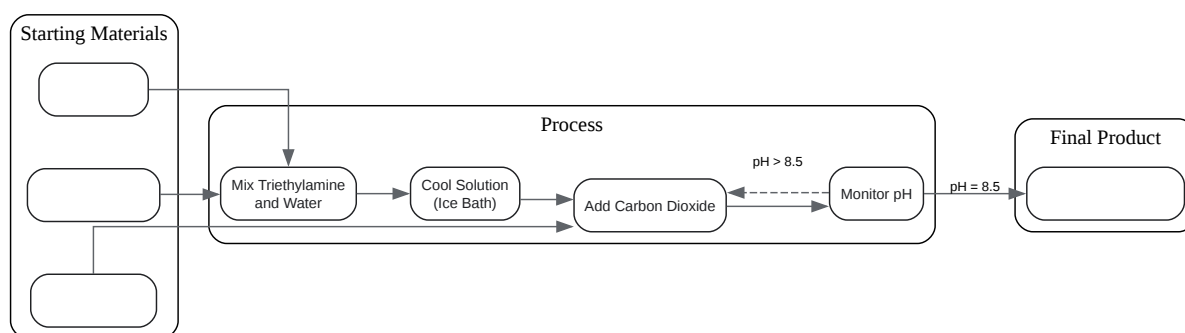 Starting Materials
Process
Final Product
pH > 8.5
Mix Triethylamine
and Water
Cool Solution
(Ice Bath)
Add Carbon Dioxide
Monitor pH
pH = 8.5